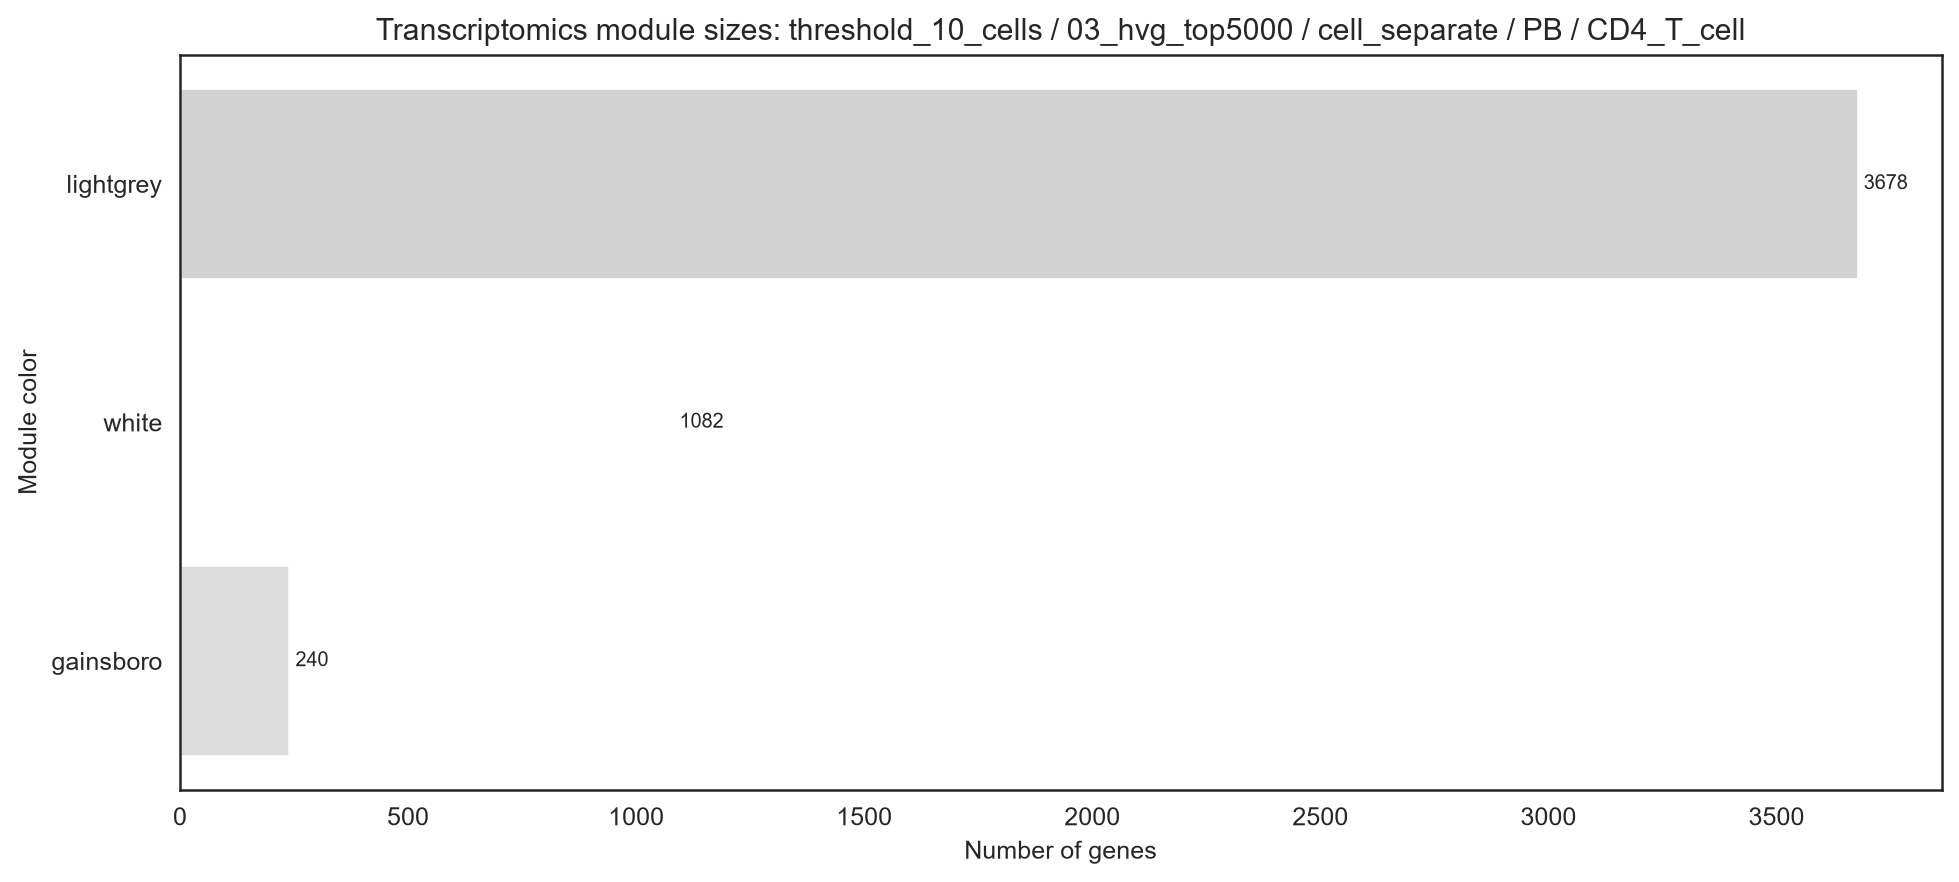 Transcriptomics module sizes: threshold_10_cells / 03_hvg_top5000 / cell_separate / PB / CD4_T_cell
Module color
lightgrey
3678
white
1082
gainsboro
240
0 500 1000 1500 2000 2500 3000 3500
Number of genes